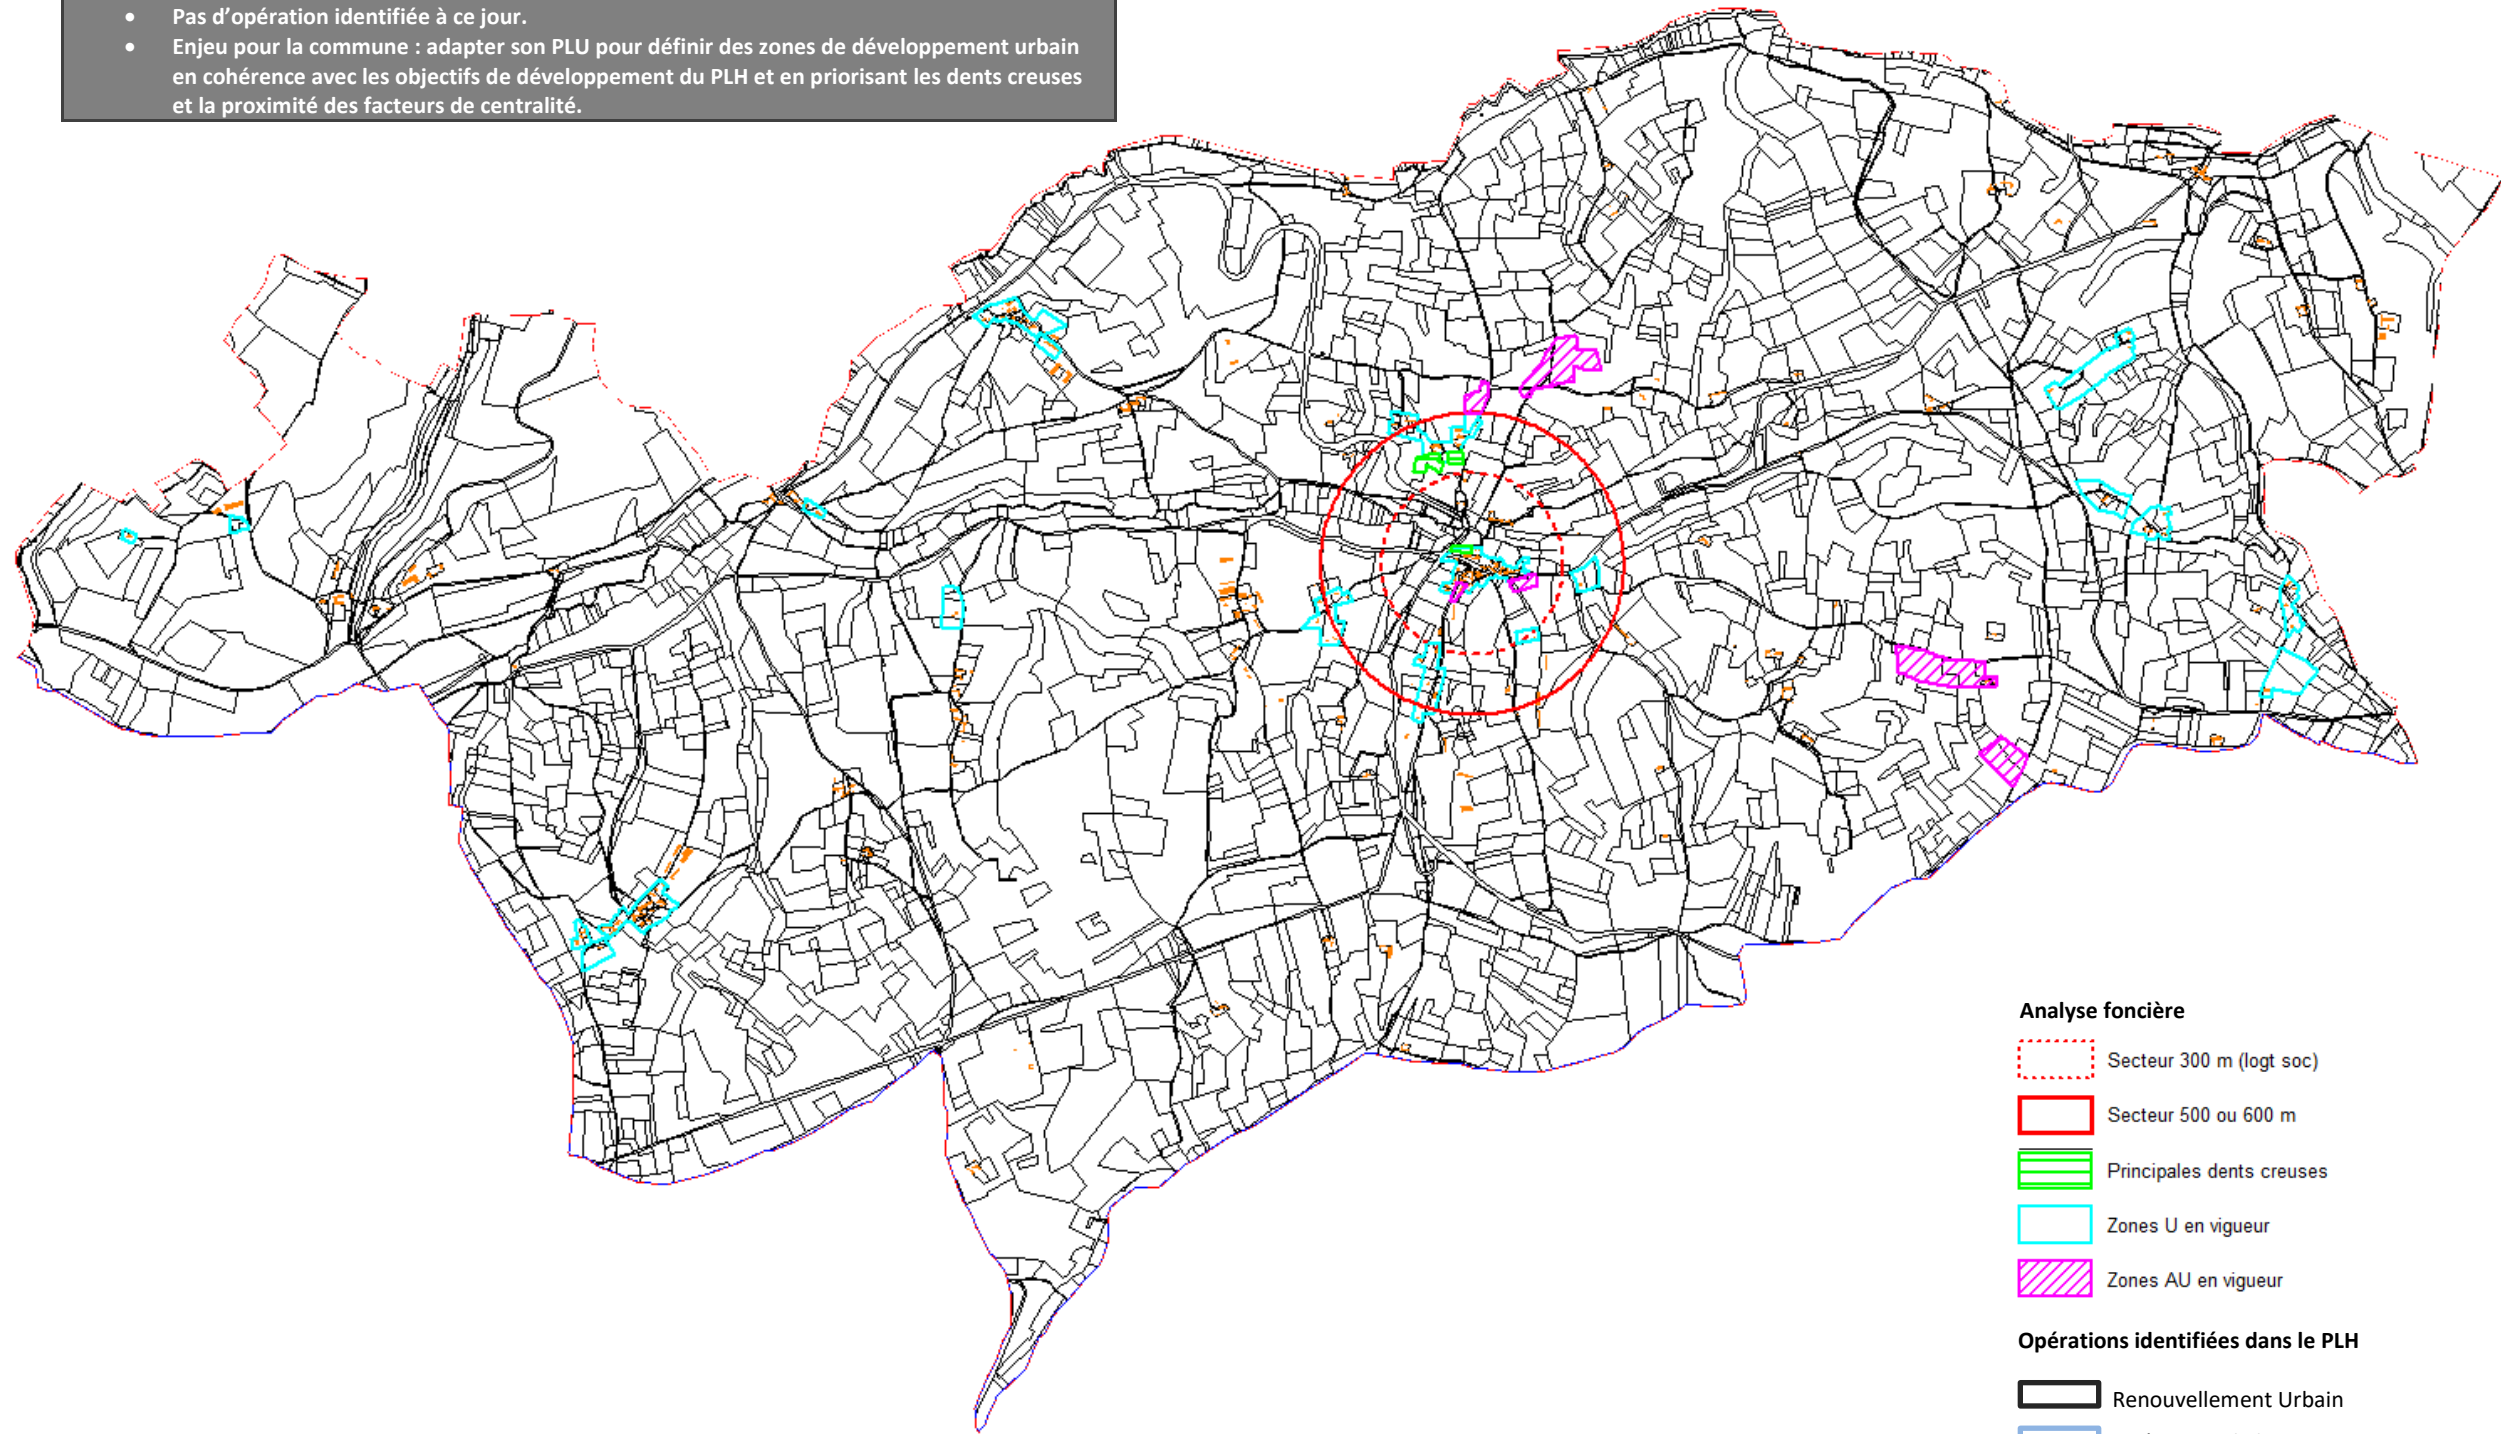 • Pas d’opération identifiée à ce jour.
• Enjeu pour la commune : adapter son PLU pour définir des zones de développement urbain
en cohérence avec les objectifs de développement du PLH et en priorisant les dents creuses
et la proximité des facteurs de centralité.
Analyse foncière
Secteur 300 m (logt soc)
Secteur 500 ou 600 m
Principales dents creuses
Zones U en vigueur
Zones AU en vigueur
Opérations identifiées dans le PLH
Renouvellement Urbain